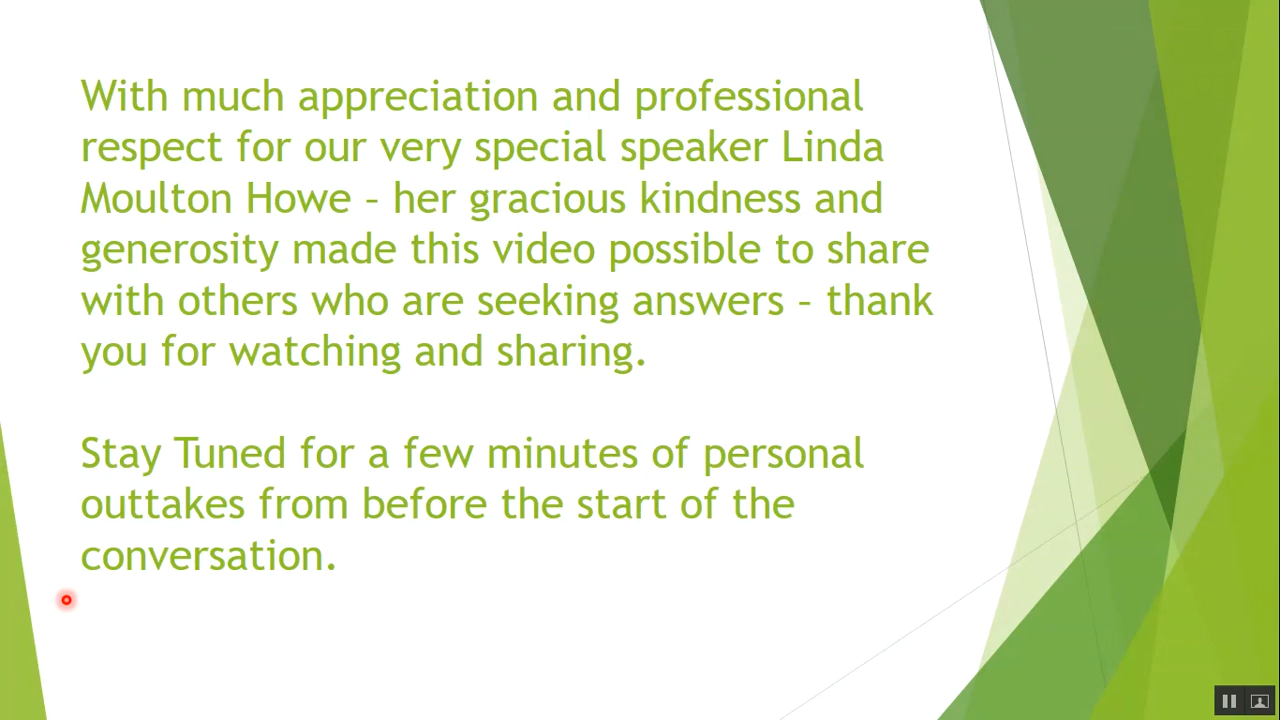 With much appreciation and professional
respect for our very special speaker Linda
Moulton Howe – her gracious kindness and
generosity made this video possible to share
with others who are seeking answers – thank
you for watching and sharing.
Stay Tuned for a few minutes of personal
outtakes from before the start of the
conversation.